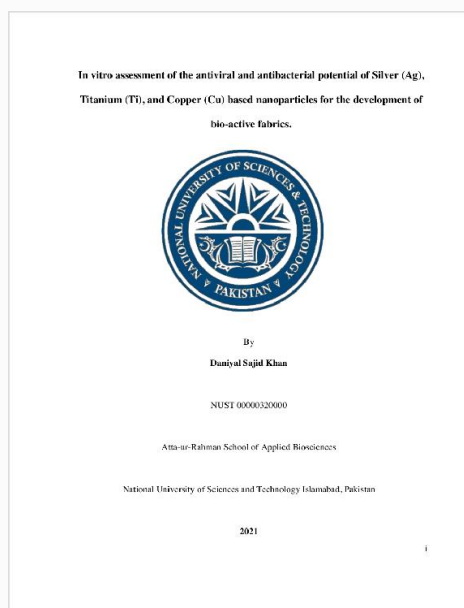 In vitro assessment of the antiviral and antibacterial potential of Silver (Ag),
Titanium (Ti), and Copper (Cu) based nanoparticles for the development of
bio-active fabrics.
NATIONAL UNIVERSITY OF SCIENCES & TECHNOLOGY
PAKISTAN
By
Daniyal Sajid Khan
NUST 00000320000
Atta-ur-Rahman School of Applied Biosciences
National University of Sciences and Technology Islamabad, Pakistan
2021
i